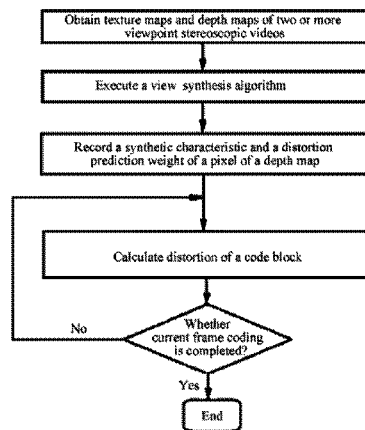 Obtain texture maps and depth maps of two or more
viewpoint stereoscopic videos
Execute a view synthesis algorithm
Record a synthetic characteristic and a distortion
prediction weight of a pixel of a depth map
Calculate distortion of a code block
No
Whether
current frame coding
is completed?
Yes
End